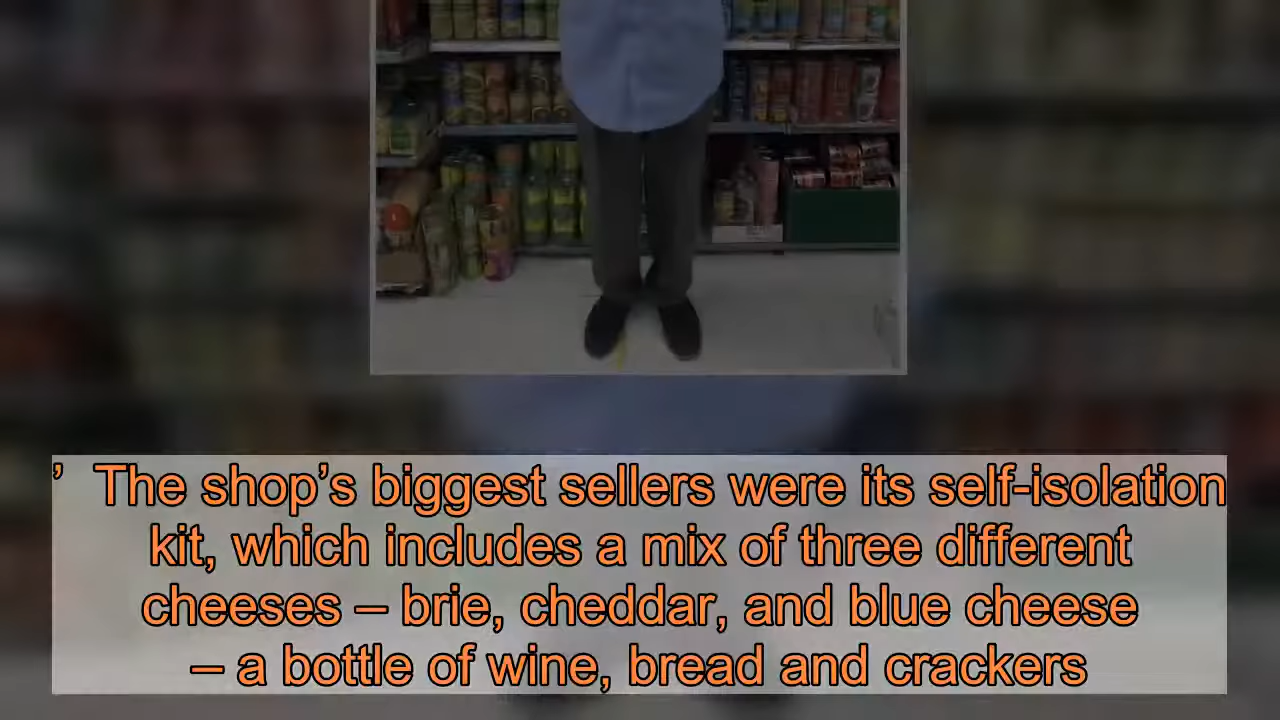 ’ The shop’s biggest sellers were its self-isolation
kit, which includes a mix of three different
cheeses – brie, cheddar, and blue cheese
– a bottle of wine, bread and crackers